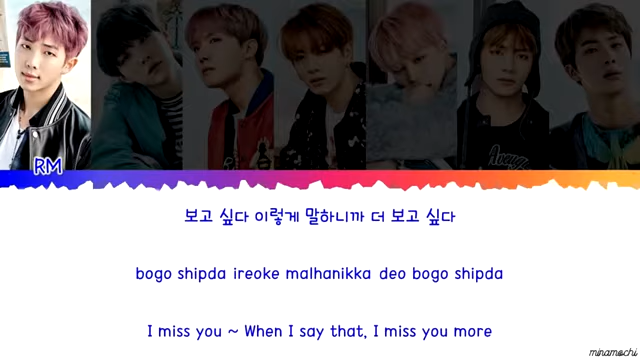 RM
보고 싶다 이렇게 말하니까 더 보고 싶다
bogo shipda ireoke malhanikka deo bogo shipda
I miss you ~ When I say that, I miss you more
minamochi